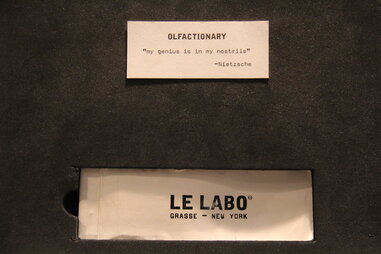 OLFACTIONARY
"my genius is in my nostrils"
—Nietzsche
LE LABO®
GRASSE — NEW YORK